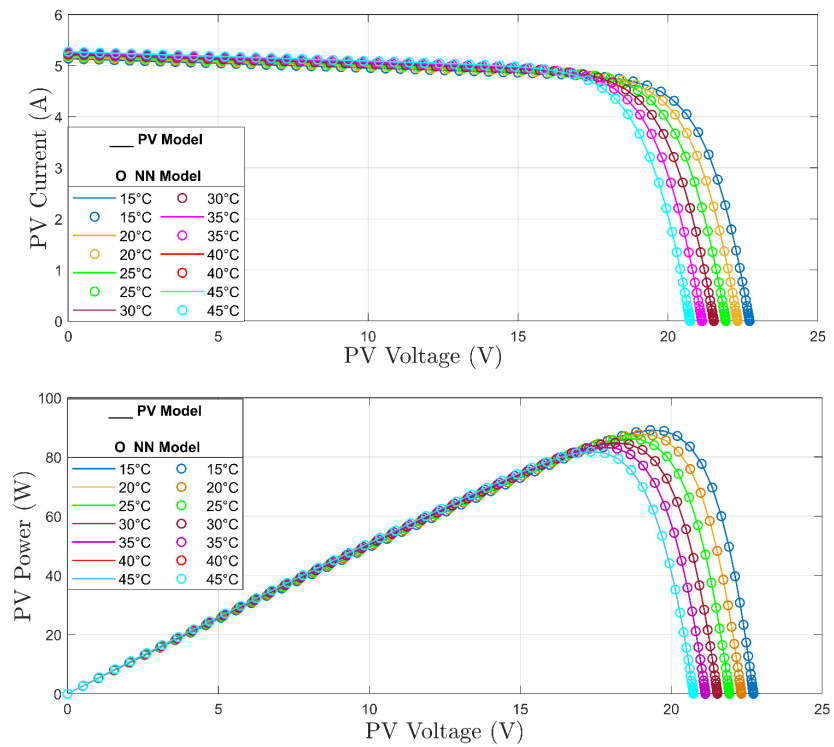 6
5
4
3
2
1
0
PV Current (A)
PV Model
O NN Model
15°C 30°C
15°C 35°C
20°C 35°C
20°C 40°C
25°C 40°C
25°C 45°C
30°C 45°C
0 5 10 15 20 25
PV Voltage (V)
100
80
60
40
20
0
PV Power (W)
PV Model
O NN Model
15°C 15°C
20°C 20°C
25°C 25°C
30°C 30°C
35°C 35°C
40°C 40°C
45°C 45°C
0 5 10 15 20 25
PV Voltage (V)